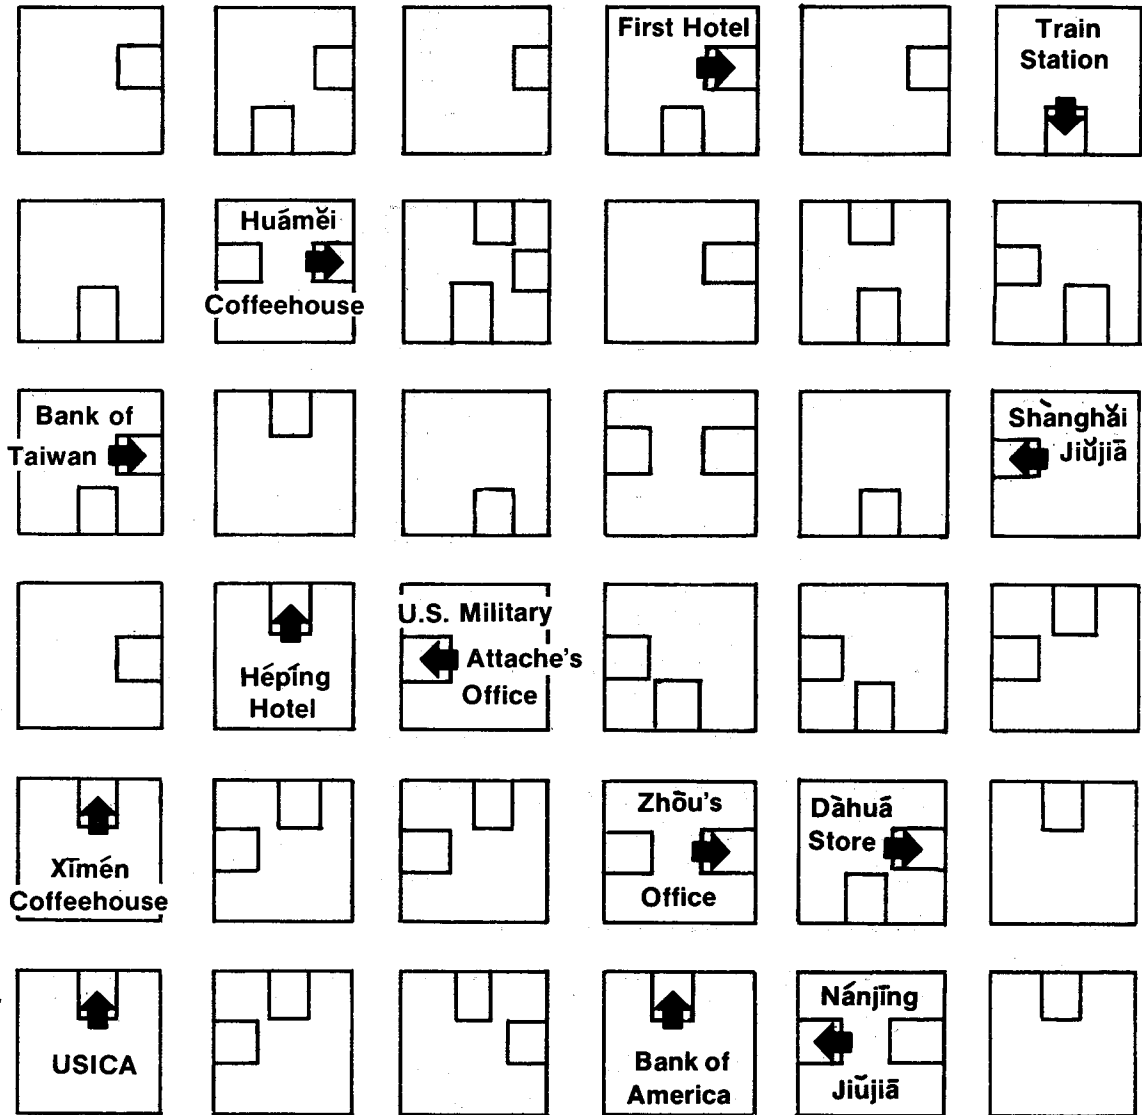 First Hotel
Train
Station
Huáměi
Coffeehouse
Bank of
Taiwan
Shànghǎi
Jiǔjiā
Hépíng
Hotel
U.S. Military
Attache's
Office
Xīmén
Coffeehouse
Zhōu's
Office
Dàhuá
Store
USICA
Bank of
America
Nánjīng
Jiǔjiā